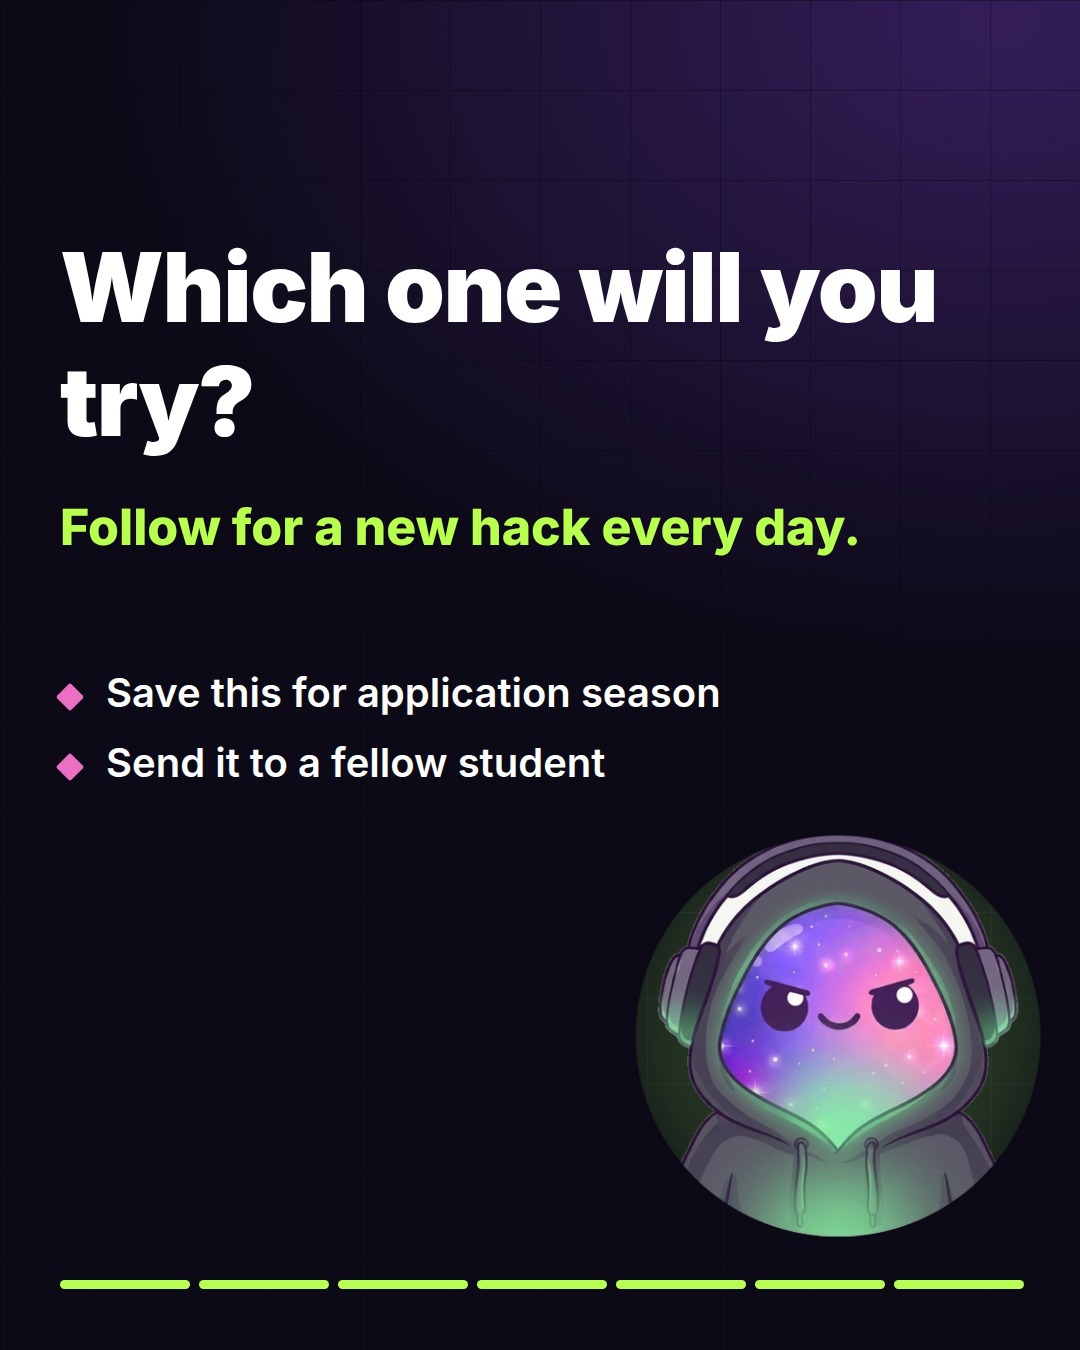 Which one will you
try?
Follow for a new hack every day.
Save this for application season
Send it to a fellow student